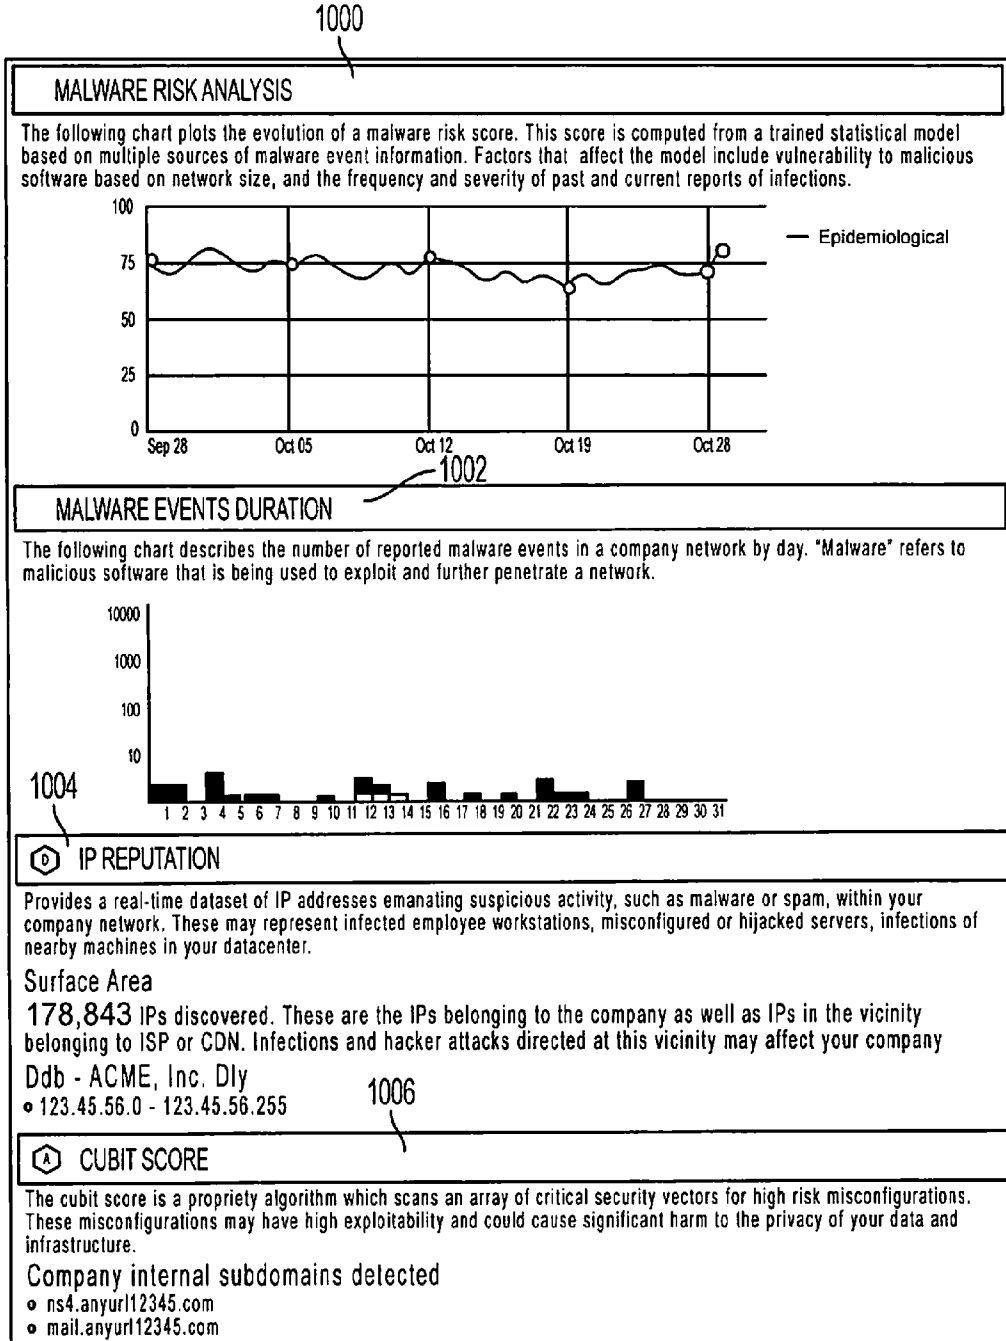 1000
MALWARE RISK ANALYSIS
The following chart plots the evolution of a malware risk score. This score is computed from a trained statistical model
based on multiple sources of malware event information. Factors that affect the model include vulnerability to malicious
software based on network size, and the frequency and severity of past and current reports of infections.
100
75
50
25
0
Epidemiological
Sep 28 Oct 05 Oct 12 Oct 19 Oct 28
1002
MALWARE EVENTS DURATION
The following chart describes the number of reported malware events in a company network by day. "Malware" refers to
malicious software that is being used to exploit and further penetrate a network.
10000
1000
100
10
1 2 3 4 5 6 7 8 9 10 11 12 13 14 15 16 17 18 19 20 21 22 23 24 25 26 27 28 29 30 31
1004
D IP REPUTATION
Provides a real-time dataset of IP addresses emanating suspicious activity, such as malware or spam, within your
company network. These may represent infected employee workstations, misconfigured or hijacked servers, infections of
nearby machines in your datacenter.
Surface Area
178,843 IPs discovered. These are the IPs belonging to the company as well as IPs in the vicinity
belonging to ISP or CDN. Infections and hacker attacks directed at this vicinity may affect your company
Ddb - ACME, Inc. Dly
• 123.45.56.0 - 123.45.56.255
1006
A CUBIT SCORE
The cubit score is a propriety algorithm which scans an array of critical security vectors for high risk misconfigurations.
These misconfigurations may have high exploitability and could cause significant harm to the privacy of your data and
infrastructure.
Company internal subdomains detected
• ns4.anyurl12345.com
• mail.anyurl12345.com